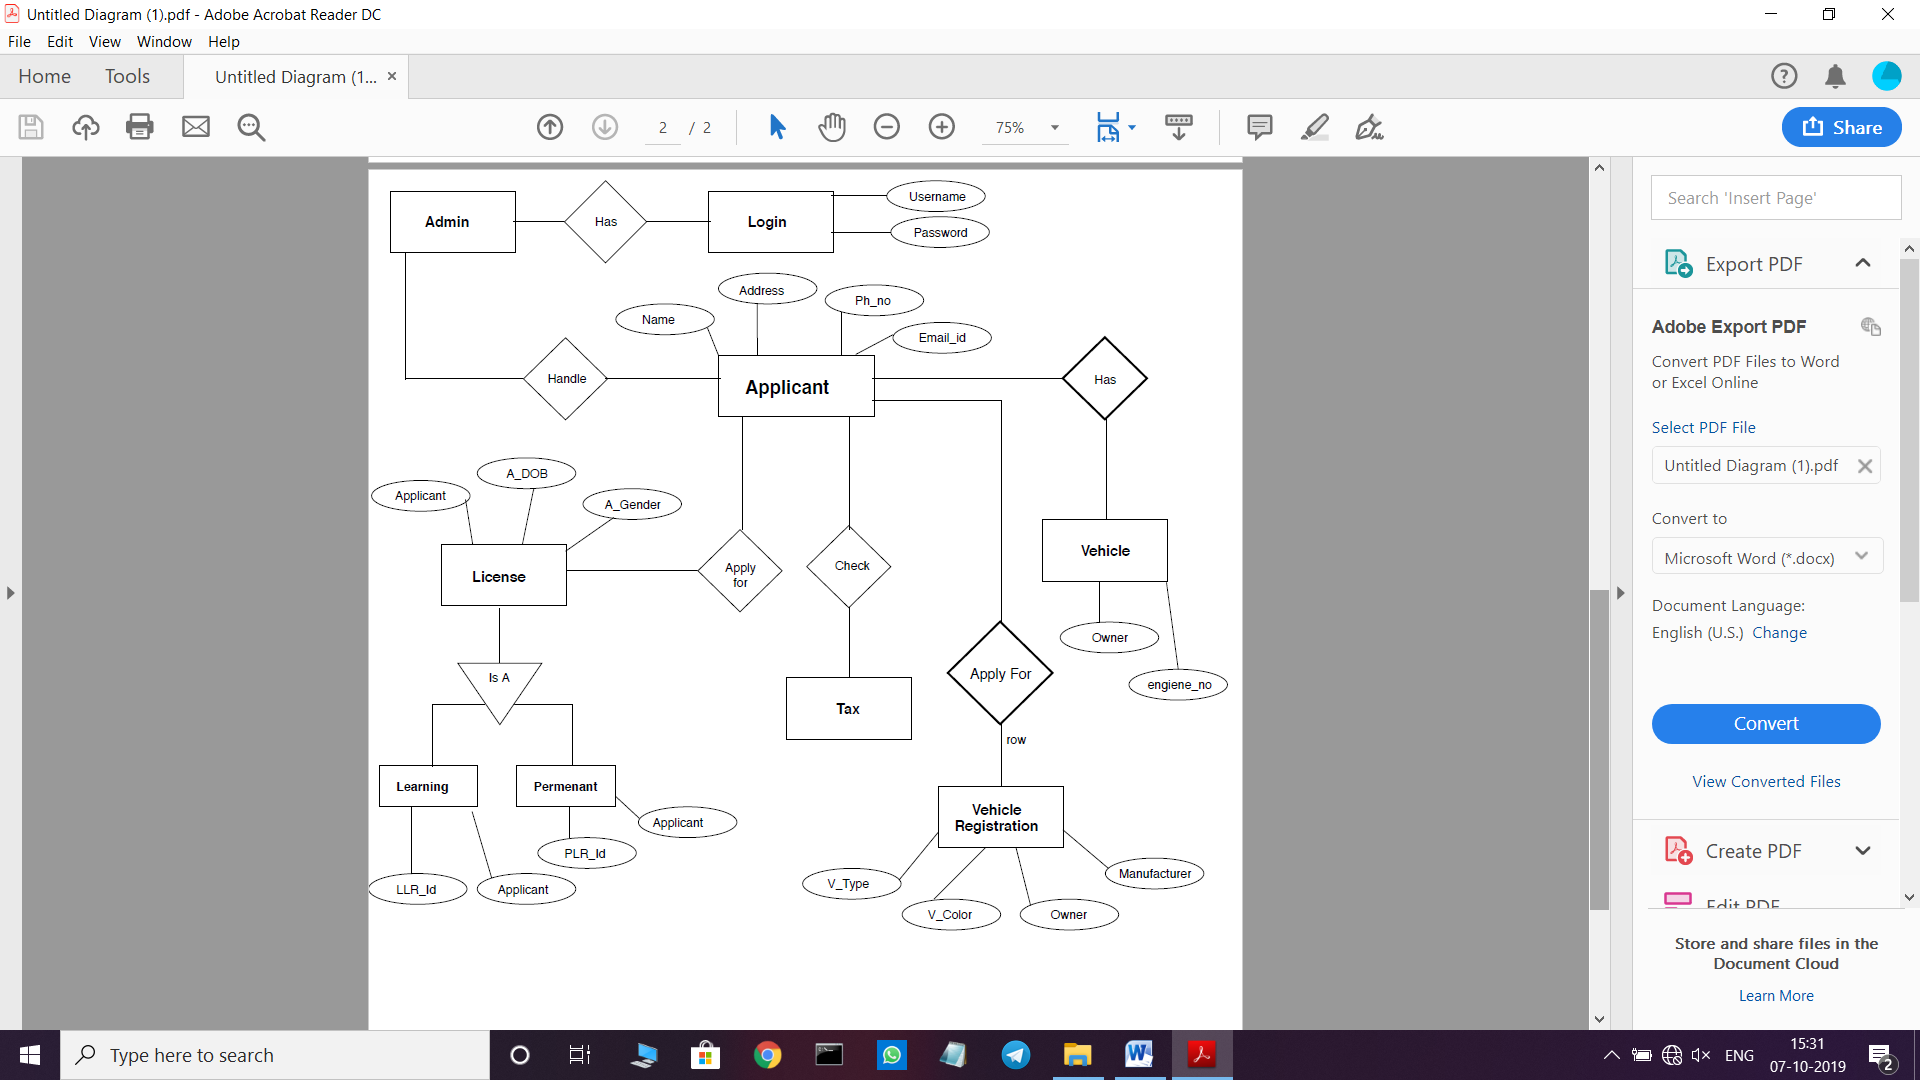 Untitled Diagram (1).pdf - Adobe Acrobat Reader DC
File Edit View Window Help
Home Tools Untitled Diagram (1... ×
2 / 2 75% Share
Admin Has Login Username
Password
Address
Ph_no
Name
Email_id
Handle Applicant Has
A_DOB
Applicant
A_Gender
License
Apply
for
Check
Vehicle
Owner
Is A
Apply For
engiene_no
Tax
row
Learning Permenant
Applicant
PLR_Id
LLR_Id Applicant
Vehicle
Registration
V_Type
Manufacturer
V_Color Owner
Search 'Insert Page'
Export PDF
Adobe Export PDF
Convert PDF Files to Word
or Excel Online
Select PDF File
Untitled Diagram (1).pdf
Convert to
Microsoft Word (*.docx)
Document Language:
English (U.S.) Change
Convert
View Converted Files
Create PDF
Edit PDF
Store and share files in the
Document Cloud
Learn More
Type here to search
ENG
15:31
07-10-2019
2